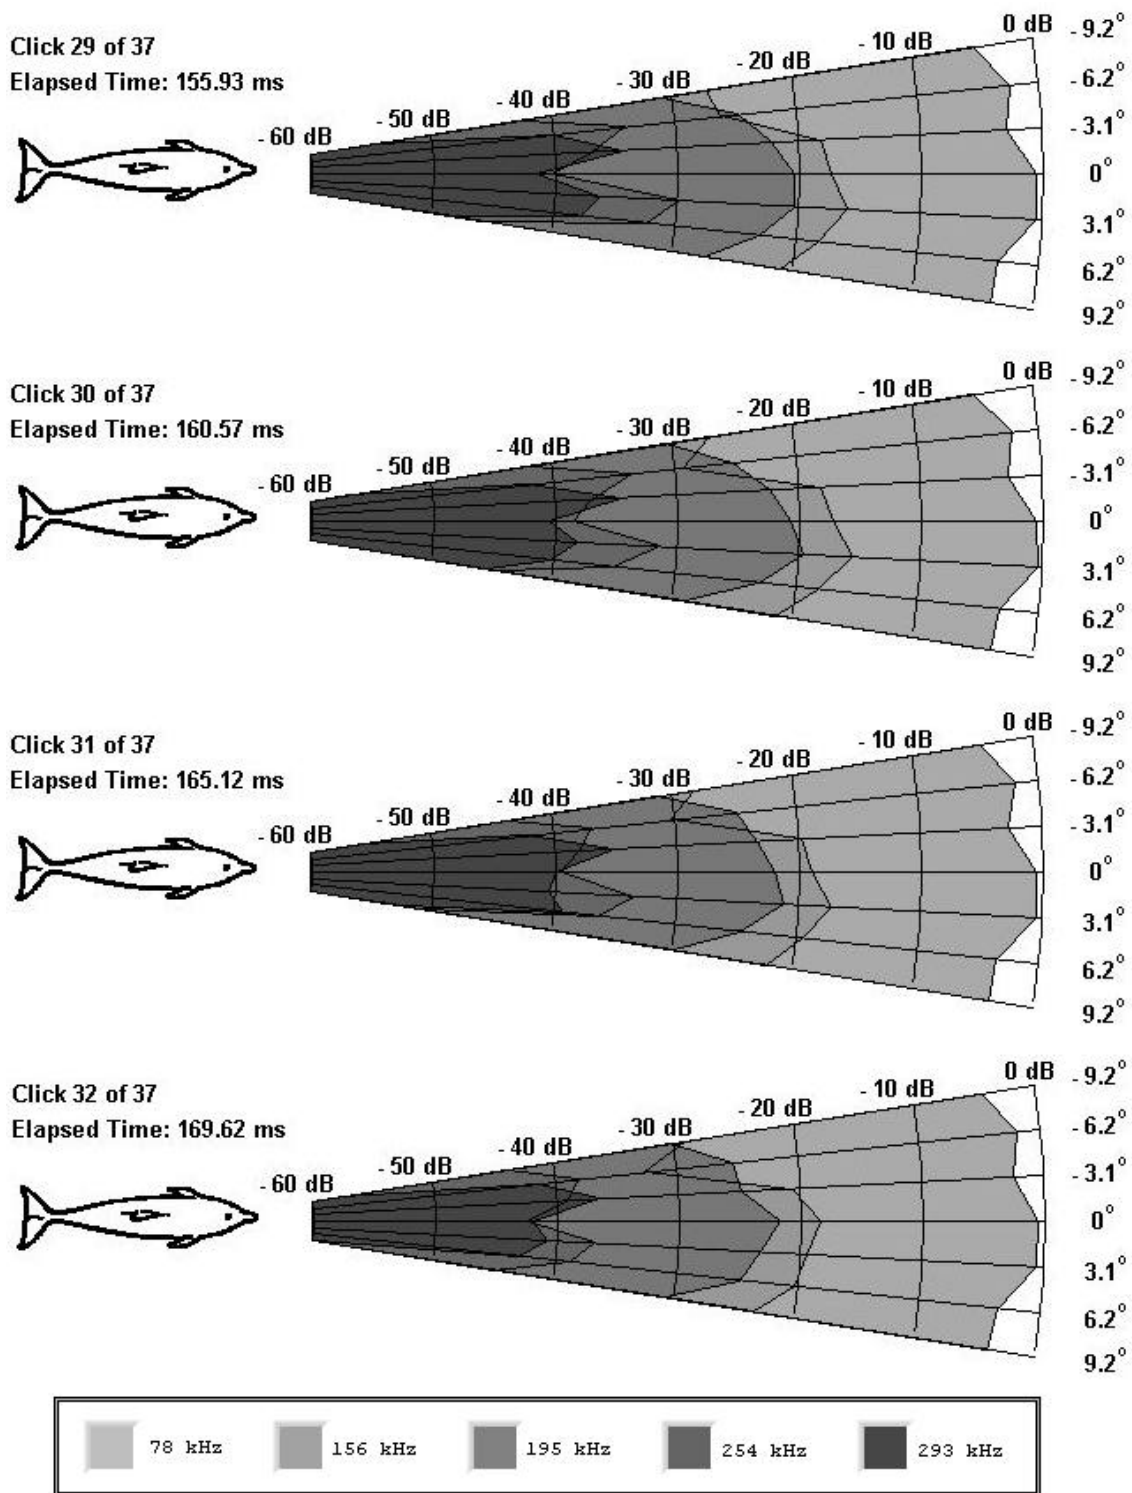 Click 29 of 37
Elapsed Time: 155.93 ms
- 60 dB
- 50 dB
- 40 dB
- 30 dB
- 20 dB
- 10 dB
0 dB
- 9.2°
- 6.2°
- 3.1°
0°
3.1°
6.2°
9.2°
Click 30 of 37
Elapsed Time: 160.57 ms
- 60 dB
- 50 dB
- 40 dB
- 30 dB
- 20 dB
- 10 dB
0 dB
- 9.2°
- 6.2°
- 3.1°
0°
3.1°
6.2°
9.2°
Click 31 of 37
Elapsed Time: 165.12 ms
- 60 dB
- 50 dB
- 40 dB
- 30 dB
- 20 dB
- 10 dB
0 dB
- 9.2°
- 6.2°
- 3.1°
0°
3.1°
6.2°
9.2°
Click 32 of 37
Elapsed Time: 169.62 ms
- 60 dB
- 50 dB
- 40 dB
- 30 dB
- 20 dB
- 10 dB
0 dB
- 9.2°
- 6.2°
- 3.1°
0°
3.1°
6.2°
9.2°
78 kHz 156 kHz 195 kHz 254 kHz 293 kHz